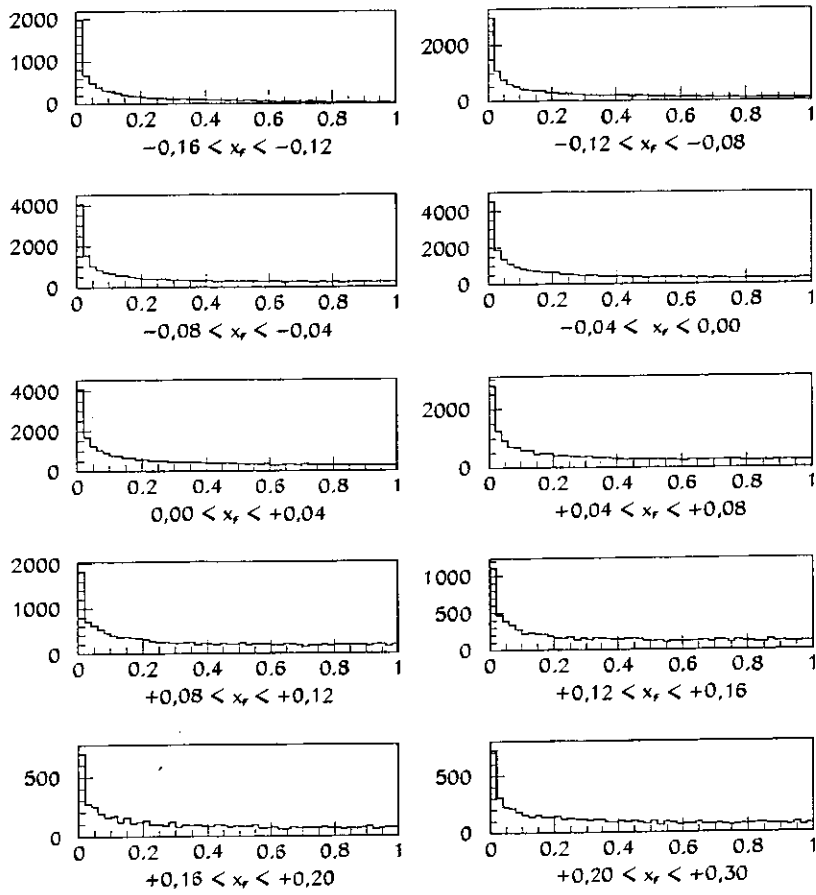 2000
1000
0
0 0.2 0.4 0.6 0.8 1
−0,16 < x_F < −0,12
2000
0
0 0.2 0.4 0.6 0.8 1
−0,12 < x_F < −0,08
4000
2000
0
0 0.2 0.4 0.6 0.8 1
−0,08 < x_F < −0,04
4000
2000
0
0 0.2 0.4 0.6 0.8 1
−0,04 < x_F < 0,00
4000
2000
0
0 0.2 0.4 0.6 0.8 1
0,00 < x_F < +0,04
2000
0
0 0.2 0.4 0.6 0.8 1
+0,04 < x_F < +0,08
2000
1000
0
0 0.2 0.4 0.6 0.8 1
+0,08 < x_F < +0,12
1000
500
0
0 0.2 0.4 0.6 0.8 1
+0,12 < x_F < +0,16
500
0
0 0.2 0.4 0.6 0.8 1
+0,16 < x_F < +0,20
500
0
0 0.2 0.4 0.6 0.8 1
+0,20 < x_F < +0,30